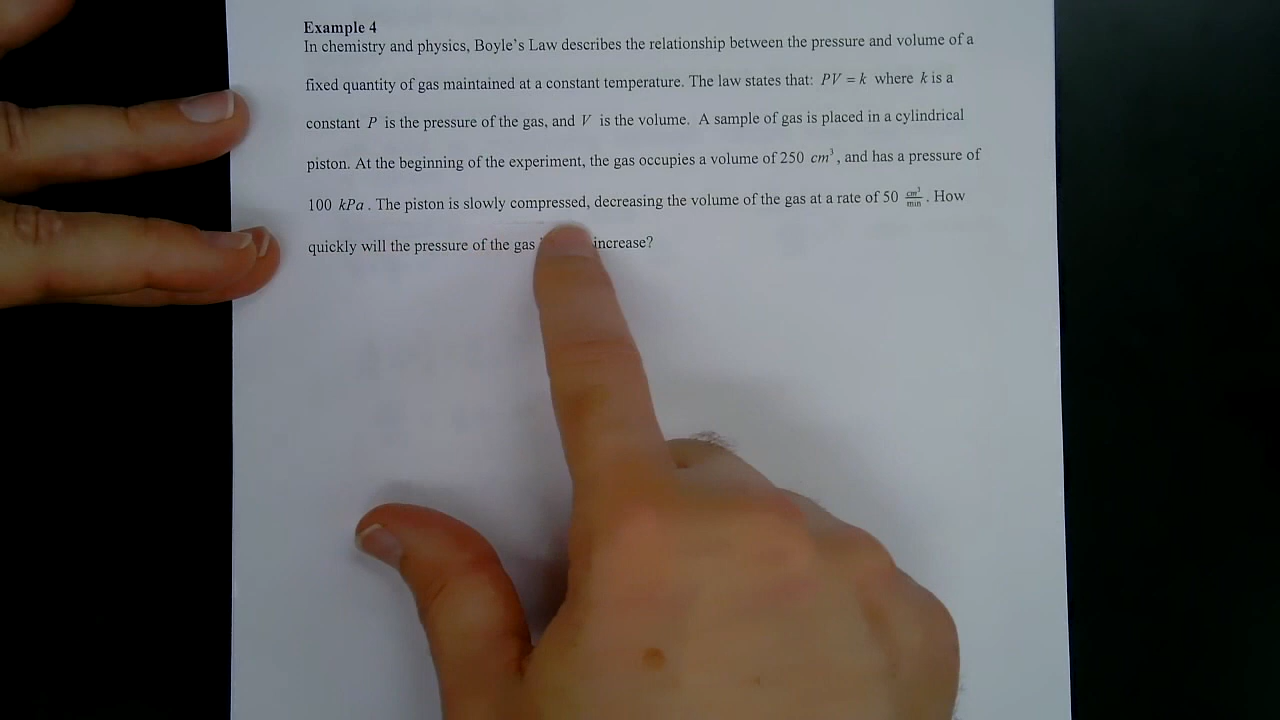 Example 4
In chemistry and physics, Boyle's Law describes the relationship between the pressure and volume of a
fixed quantity of gas maintained at a constant temperature. The law states that: PV = k where k is a
constant P is the pressure of the gas, and V is the volume. A sample of gas is placed in a cylindrical
piston. At the beginning of the experiment, the gas occupies a volume of 250 cm³, and has a pressure of
100 kPa. The piston is slowly compressed, decreasing the volume of the gas at a rate of 50 cm³/min. How
quickly will the pressure of the gas increase?